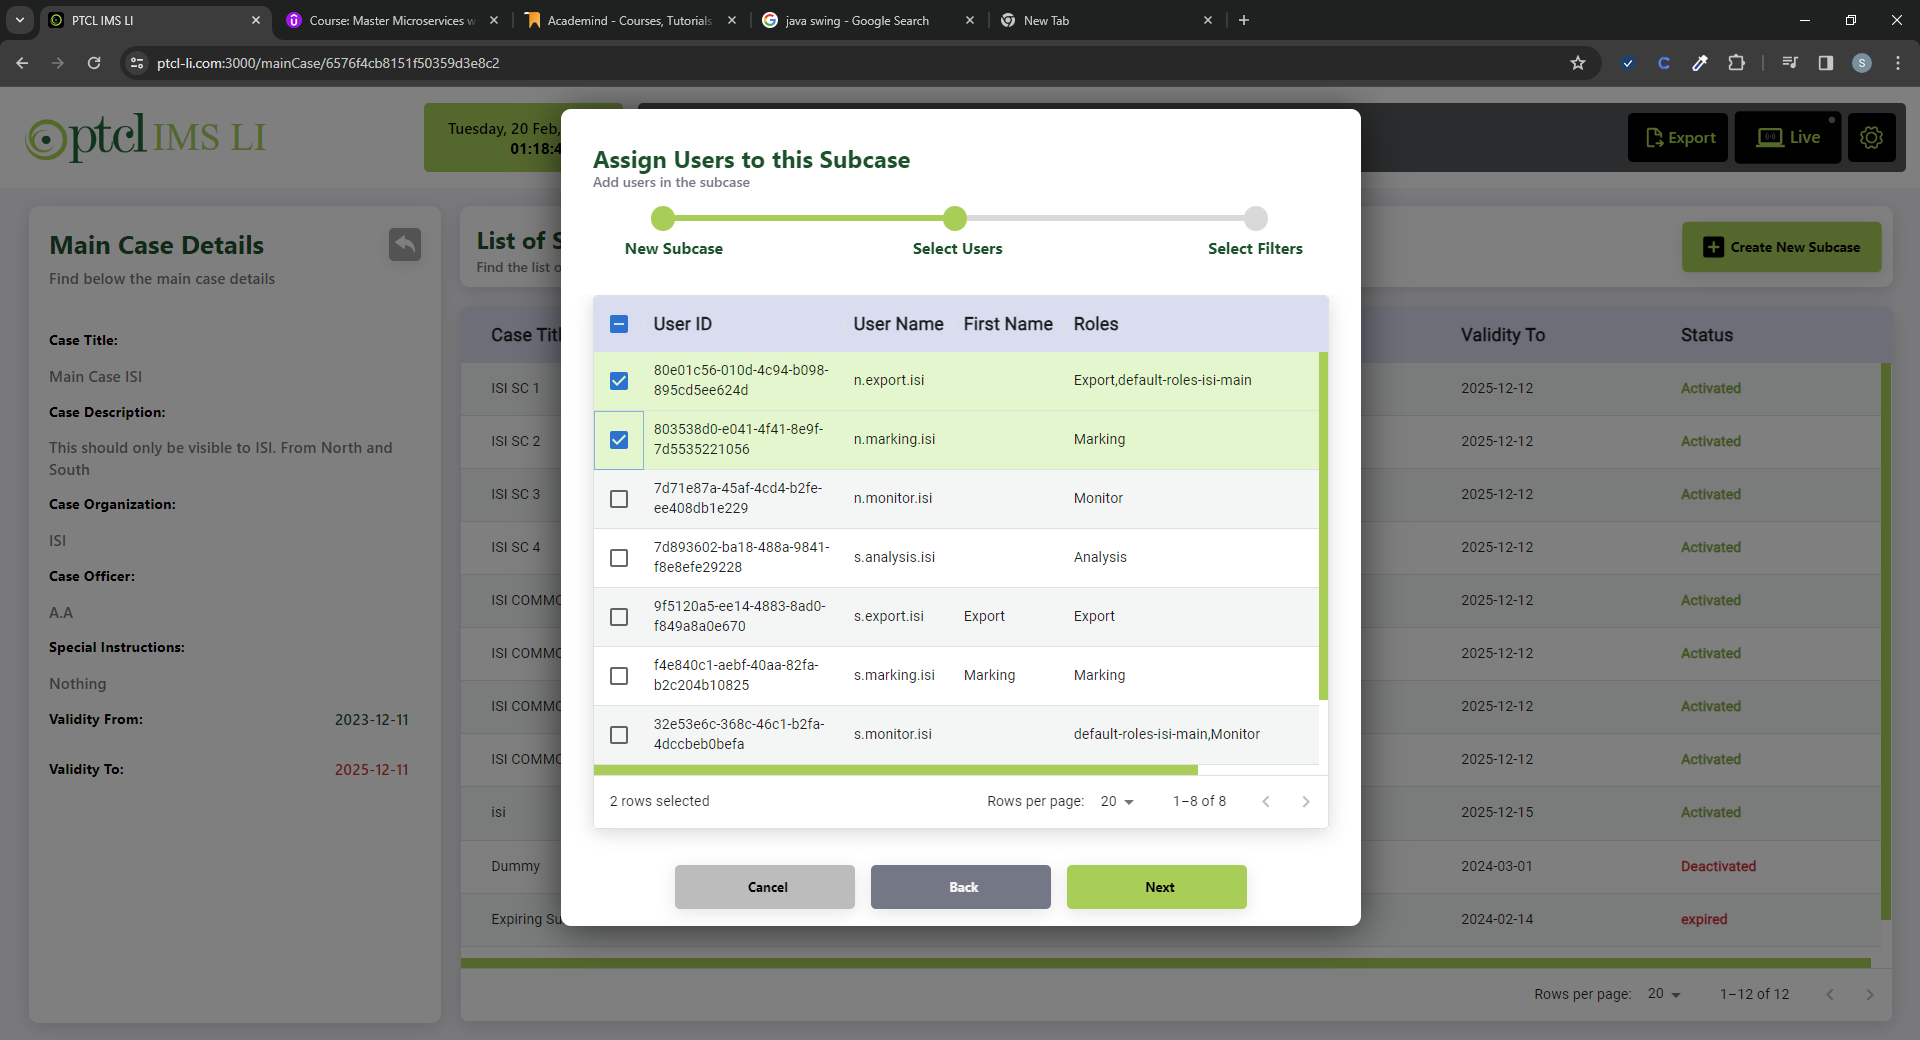 PTCL IMS LI
Course: Master Microservices w
Academind - Courses, Tutorials
java swing - Google Search
New Tab
ptcl-li.com:3000/mainCase/6576f4cb8151f50359d3e8c2
S
ptcl IMS LI
Tuesday, 20 Feb,
01:18:4
Export
Live
Main Case Details
Find below the main case details
Case Title:
Main Case ISI
Case Description:
This should only be visible to ISI. From North and
South
Case Organization:
ISI
Case Officer:
A.A
Special Instructions:
Nothing
Validity From: 2023-12-11
Validity To: 2025-12-11
List of S
Find the list o
Create New Subcase
Case Titl Validity To Status
ISI SC 1 2025-12-12 Activated
ISI SC 2 2025-12-12 Activated
ISI SC 3 2025-12-12 Activated
ISI SC 4 2025-12-12 Activated
ISI COMMO 2025-12-12 Activated
ISI COMMO 2025-12-12 Activated
ISI COMMO 2025-12-12 Activated
ISI COMMO 2025-12-12 Activated
isi 2025-12-15 Activated
Dummy 2024-03-01 Deactivated
Expiring Su 2024-02-14 expired
Rows per page: 20 1–12 of 12
Assign Users to this Subcase
Add users in the subcase
New Subcase Select Users Select Filters
User ID User Name First Name Roles
80e01c56-010d-4c94-b098-
895cd5ee624d n.export.isi Export,default-roles-isi-main
803538d0-e041-4f41-8e9f-
7d5535221056 n.marking.isi Marking
7d71e87a-45af-4cd4-b2fe-
ee408db1e229 n.monitor.isi Monitor
7d893602-ba18-488a-9841-
f8e8efe29228 s.analysis.isi Analysis
9f5120a5-ee14-4883-8ad0-
f849a8a0e670 s.export.isi Export Export
f4e840c1-aebf-40aa-82fa-
b2c204b10825 s.marking.isi Marking Marking
32e53e6c-368c-46c1-b2fa-
4dccbeb0befa s.monitor.isi default-roles-isi-main,Monitor
2 rows selected Rows per page: 20 1–8 of 8
Cancel Back Next